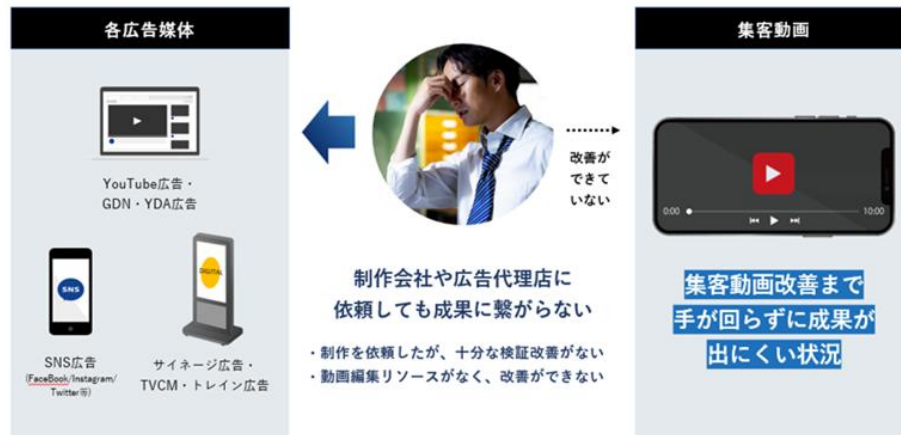 各広告媒体
YouTube広告・
GDN・YDA広告
SNS
DIGITAL
SNS広告
(FaceBook/Instagram/
Twitter等)
サイネージ広告・
TVCM・トレイン広告
改善が
できて
いない
制作会社や広告代理店に
依頼しても成果に繋がらない
・制作を依頼したが、十分な検証改善がない
・動画編集リソースがなく、改善ができない
集客動画
0:00
10:00
集客動画改善まで
手が回らずに成果が
出にくい状況